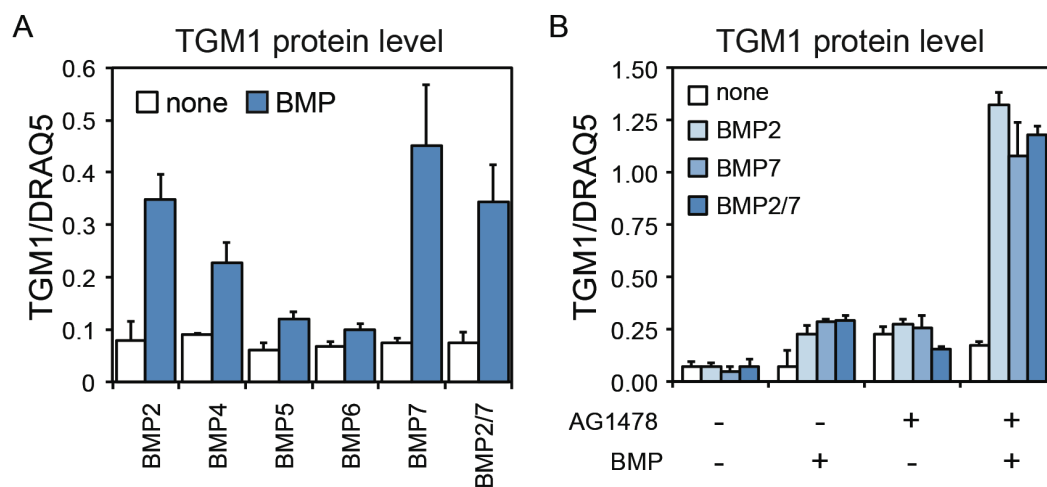 A
TGM1 protein level
TGM1/DRAQ5
0.6
0.5
0.4
0.3
0.2
0.1
0
none BMP
BMP2
BMP4
BMP5
BMP6
BMP7
BMP2/7
B
TGM1 protein level
TGM1/DRAQ5
1.50
1.25
1.00
0.75
0.50
0.25
0.00
none
BMP2
BMP7
BMP2/7
AG1478 - - + +
BMP - + - +